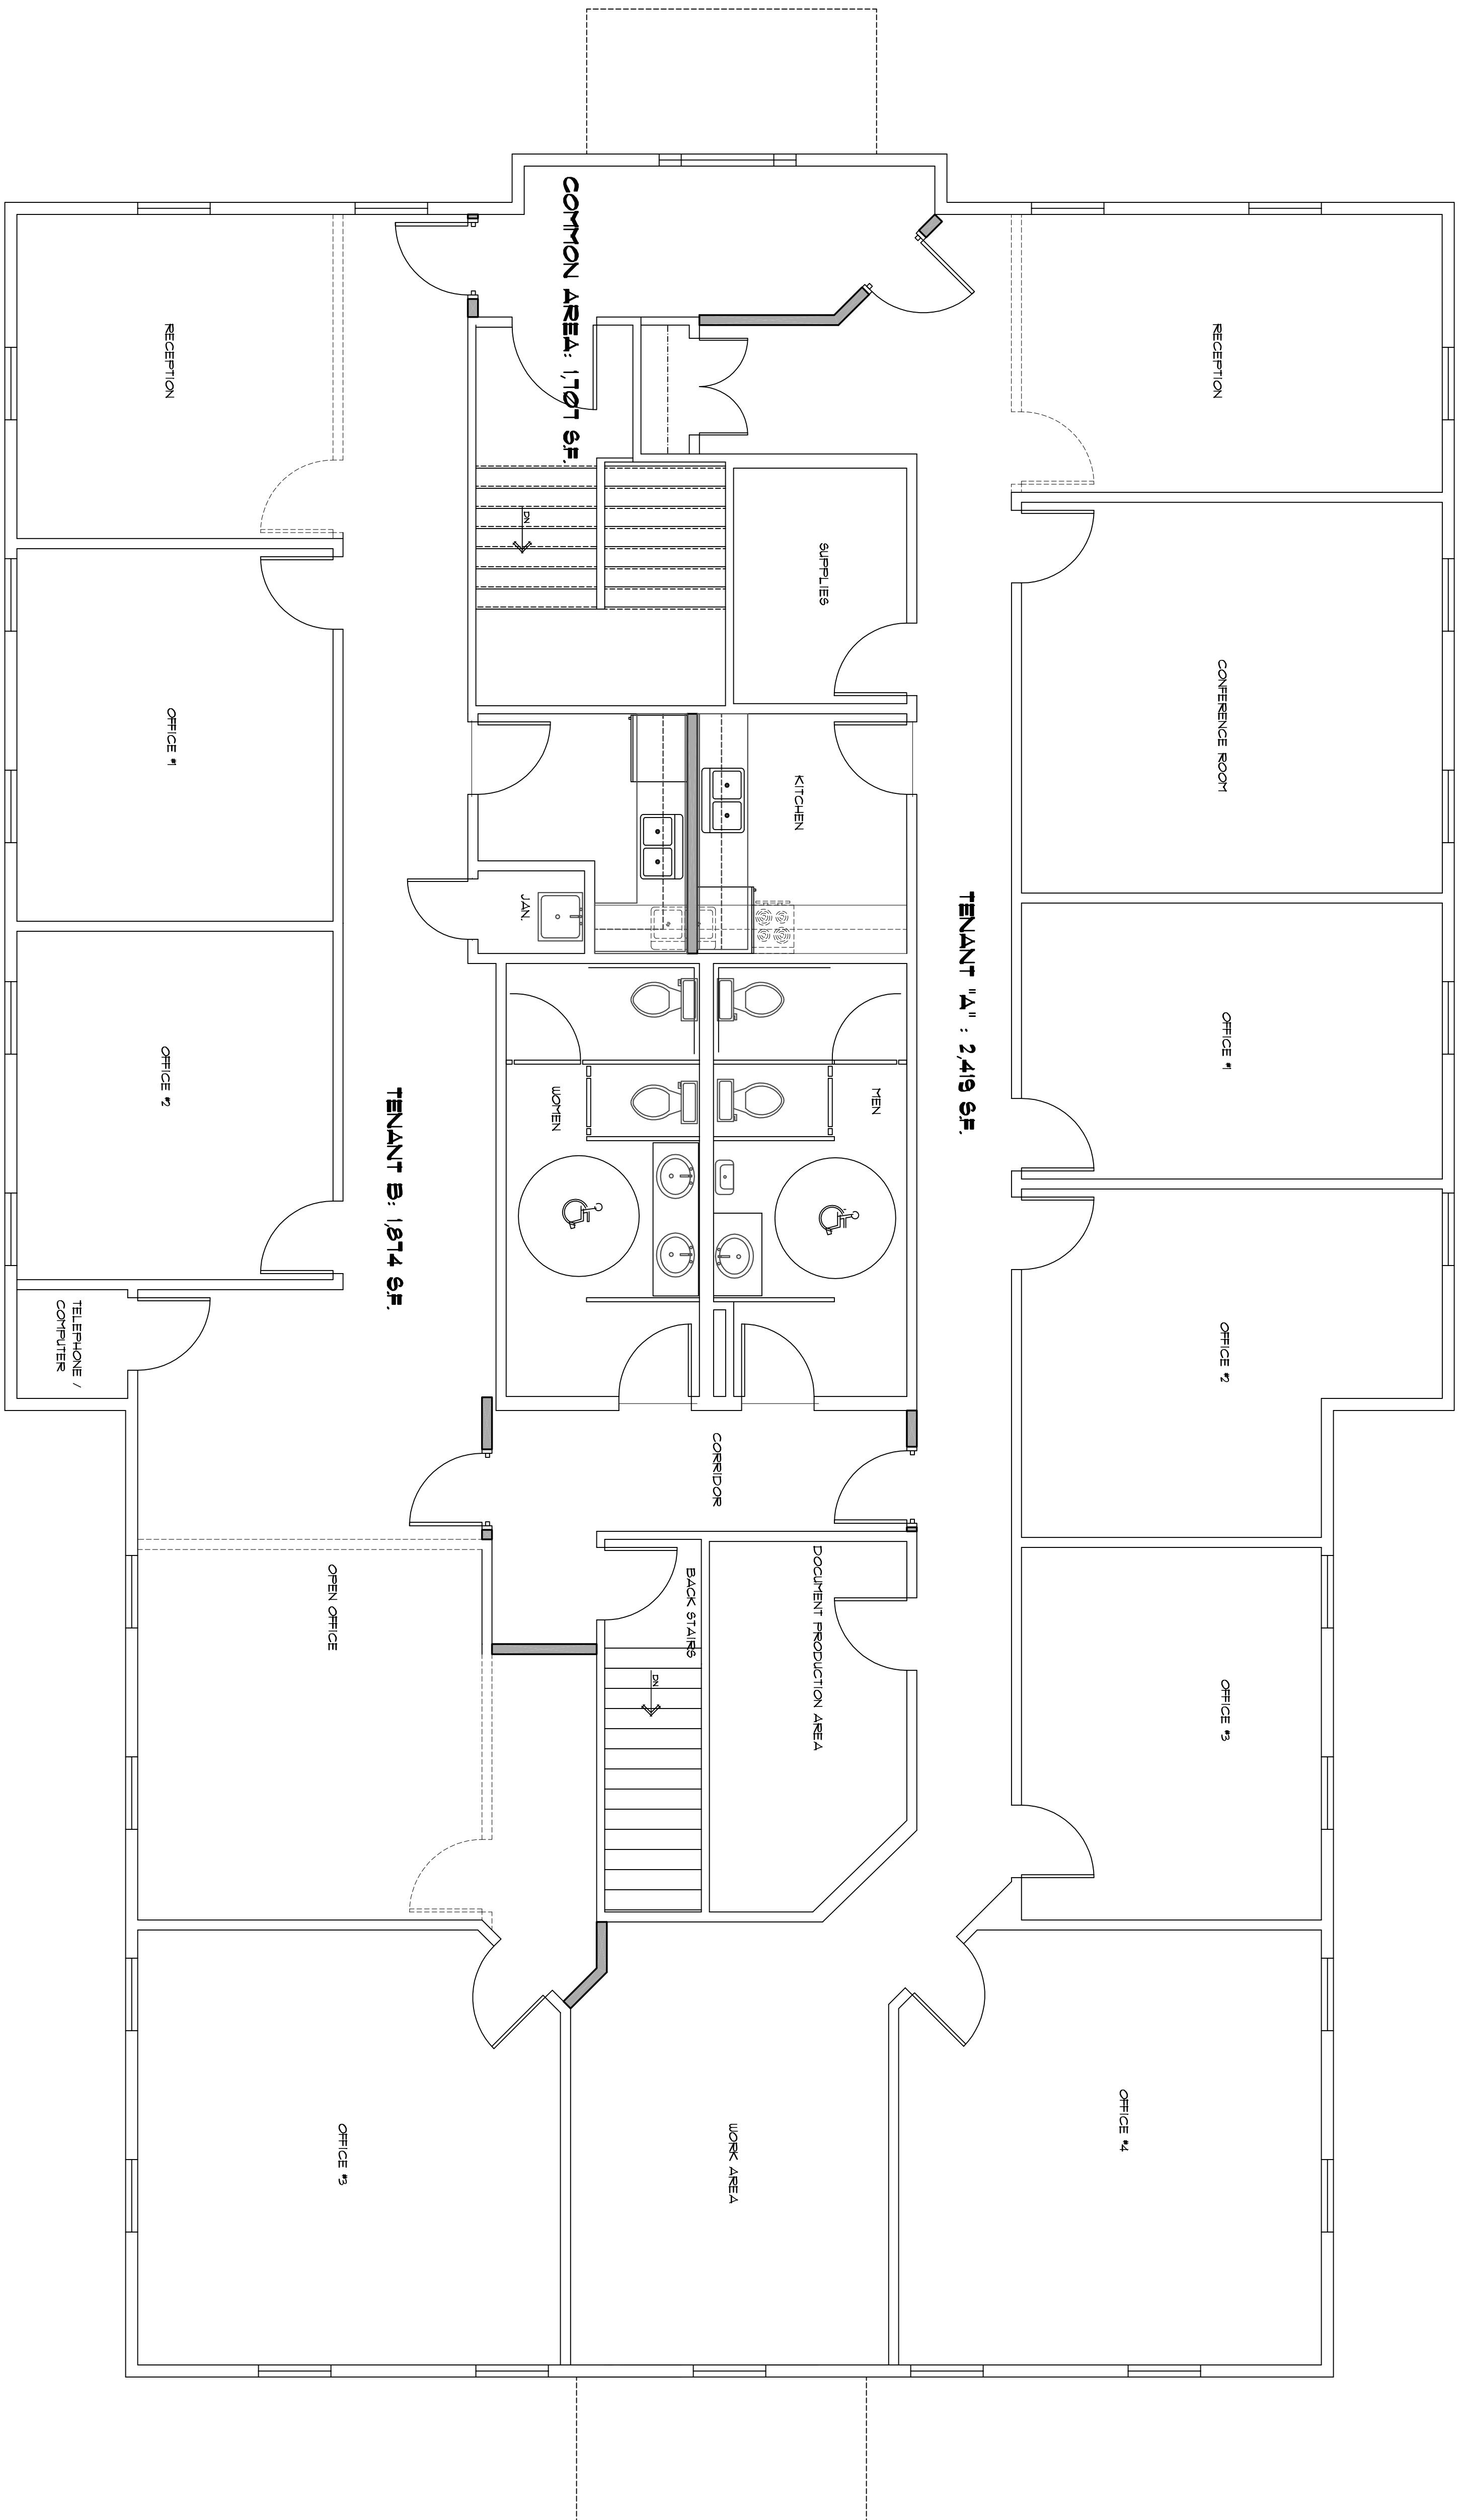 RECEPTION
CONFERENCE ROOM
OFFICE #1
OFFICE #2
OFFICE #3
OFFICE #4
TENANT "A" : 2,419 S.F.
SUPPLIES
KITCHEN
MEN
DOCUMENT PRODUCTION AREA
WORK AREA
CORRIDOR
BACK STAIRS
DN
COMMON AREA: 1,707 S.F.
DN
JAN.
WOMEN
TENANT B: 1,874 S.F.
OPEN OFFICE
OFFICE #3
RECEPTION
OFFICE #1
OFFICE #2
TELEPHONE /
COMPUTER